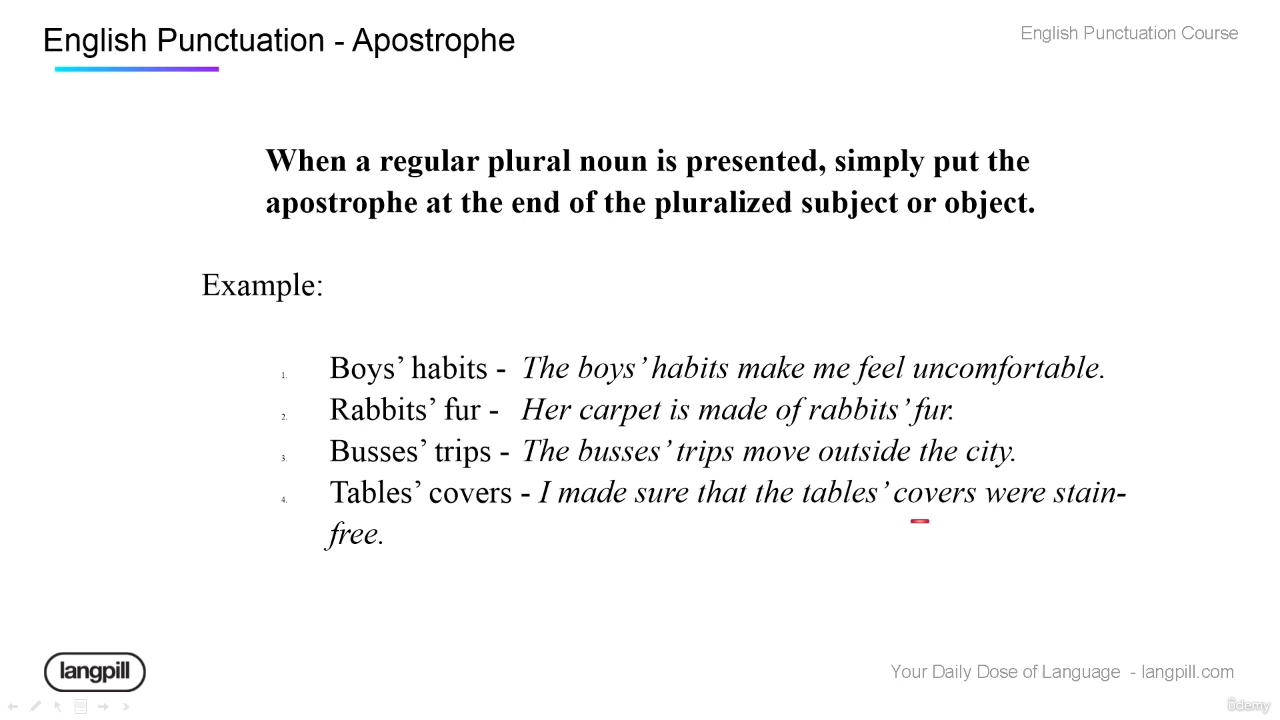 English Punctuation - Apostrophe
English Punctuation Course
When a regular plural noun is presented, simply put the
apostrophe at the end of the pluralized subject or object.
Example:
1. Boys’ habits - The boys’ habits make me feel uncomfortable.
2. Rabbits’ fur - Her carpet is made of rabbits’ fur.
3. Busses’ trips - The busses’ trips move outside the city.
4. Tables’ covers - I made sure that the tables’ covers were stain-
free.
langpill
Your Daily Dose of Language - langpill.com
ûdemy